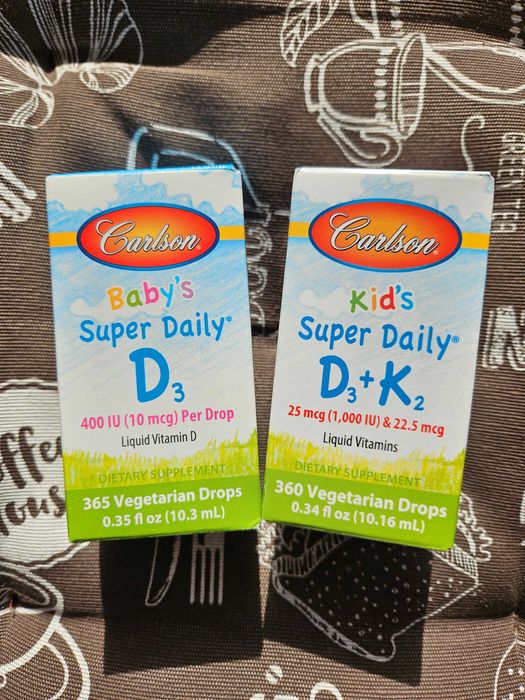 Carlson®
Baby's
Super Daily®
D3
400 IU (10 mcg) Per Drop
Liquid Vitamin D
DIETARY SUPPLEMENT
365 Vegetarian Drops
0.35 fl oz (10.3 mL)
Carlson®
Kid's
Super Daily®
D3+K2
25 mcg (1,000 IU) & 22.5 mcg
Liquid Vitamins
DIETARY SUPPLEMENT
360 Vegetarian Drops
0.34 fl oz (10.16 mL)
GREEN TEA